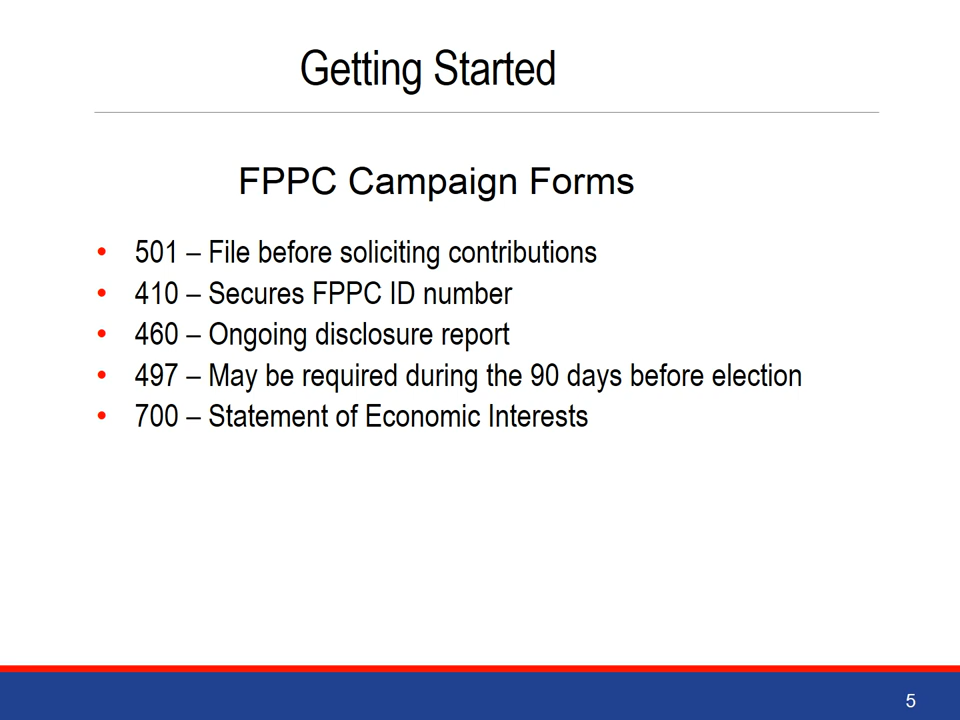 Getting Started
FPPC Campaign Forms
• 501 – File before soliciting contributions
• 410 – Secures FPPC ID number
• 460 – Ongoing disclosure report
• 497 – May be required during the 90 days before election
• 700 – Statement of Economic Interests
5